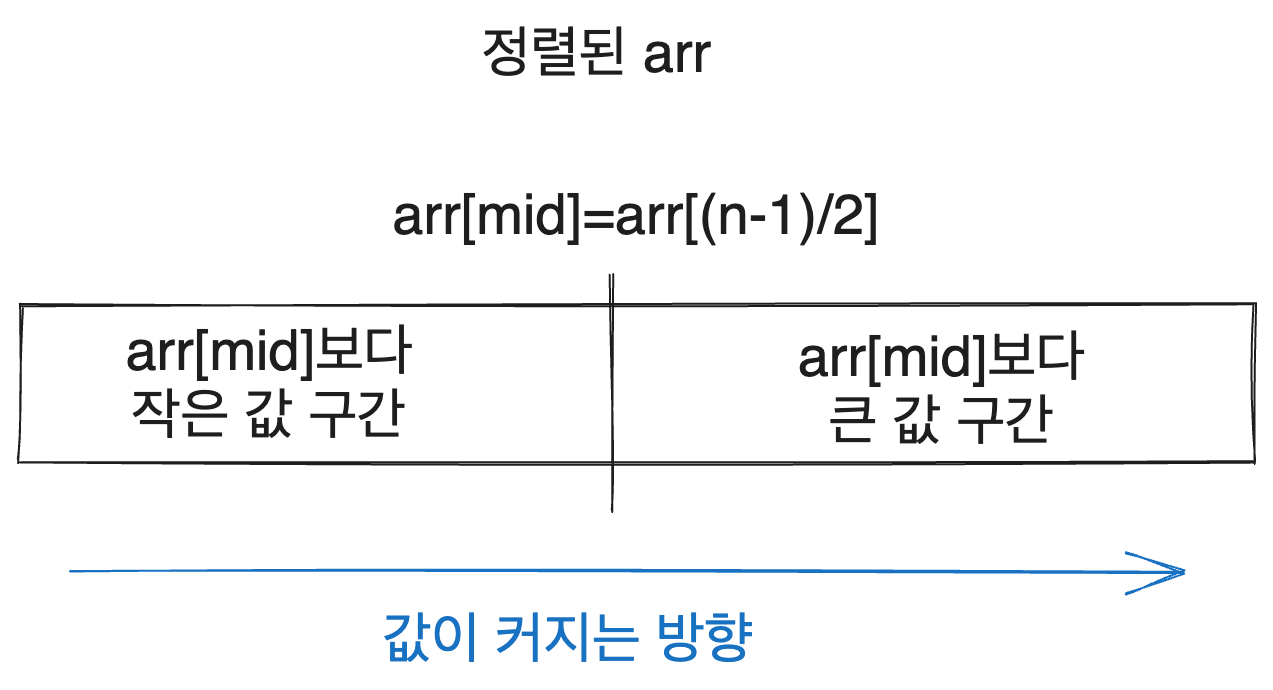 정렬된 arr
arr[mid]=arr[(n-1)/2]
arr[mid]보다
작은 값 구간
arr[mid]보다
큰 값 구간
값이 커지는 방향